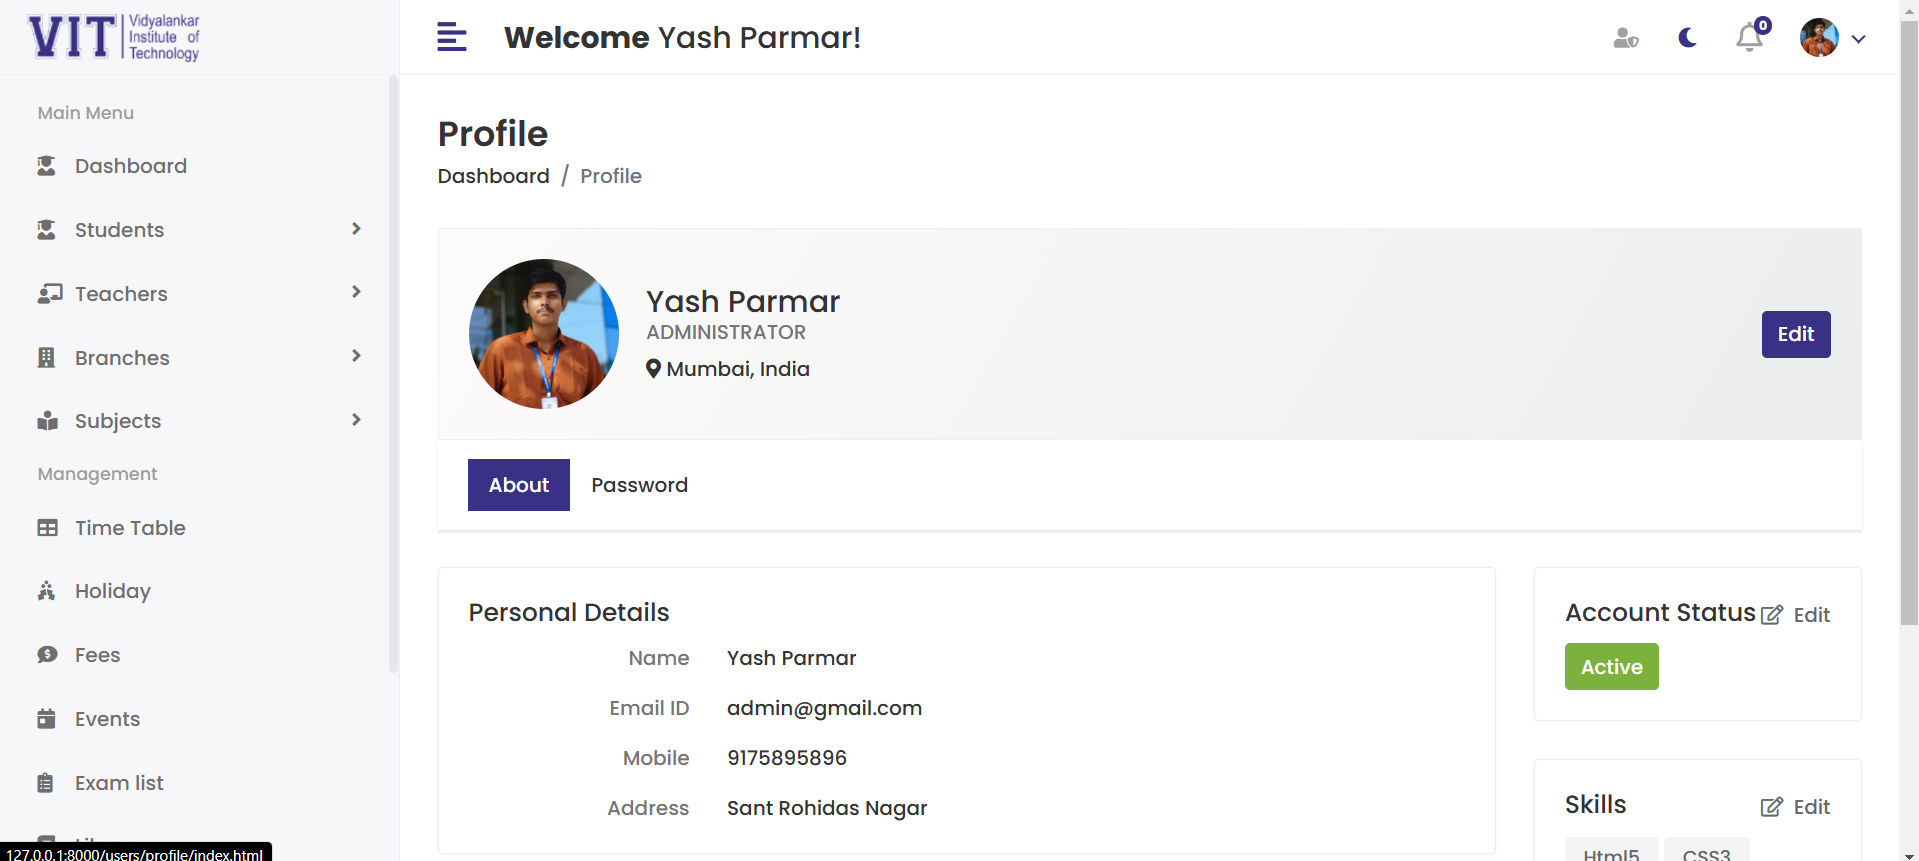 VIT Vidyalankar
Institute of
Technology
Welcome Yash Parmar!
0
Main Menu
Dashboard
Students
Teachers
Branches
Subjects
Management
Time Table
Holiday
Fees
Events
Exam list
Profile
Dashboard / Profile
Yash Parmar
ADMINISTRATOR
Mumbai, India
Edit
About Password
Personal Details
Name Yash Parmar
Email ID admin@gmail.com
Mobile 9175895896
Address Sant Rohidas Nagar
Account Status Edit
Active
Skills Edit
Html5 CSS3
127.0.0.1:8000/users/profile/index.html